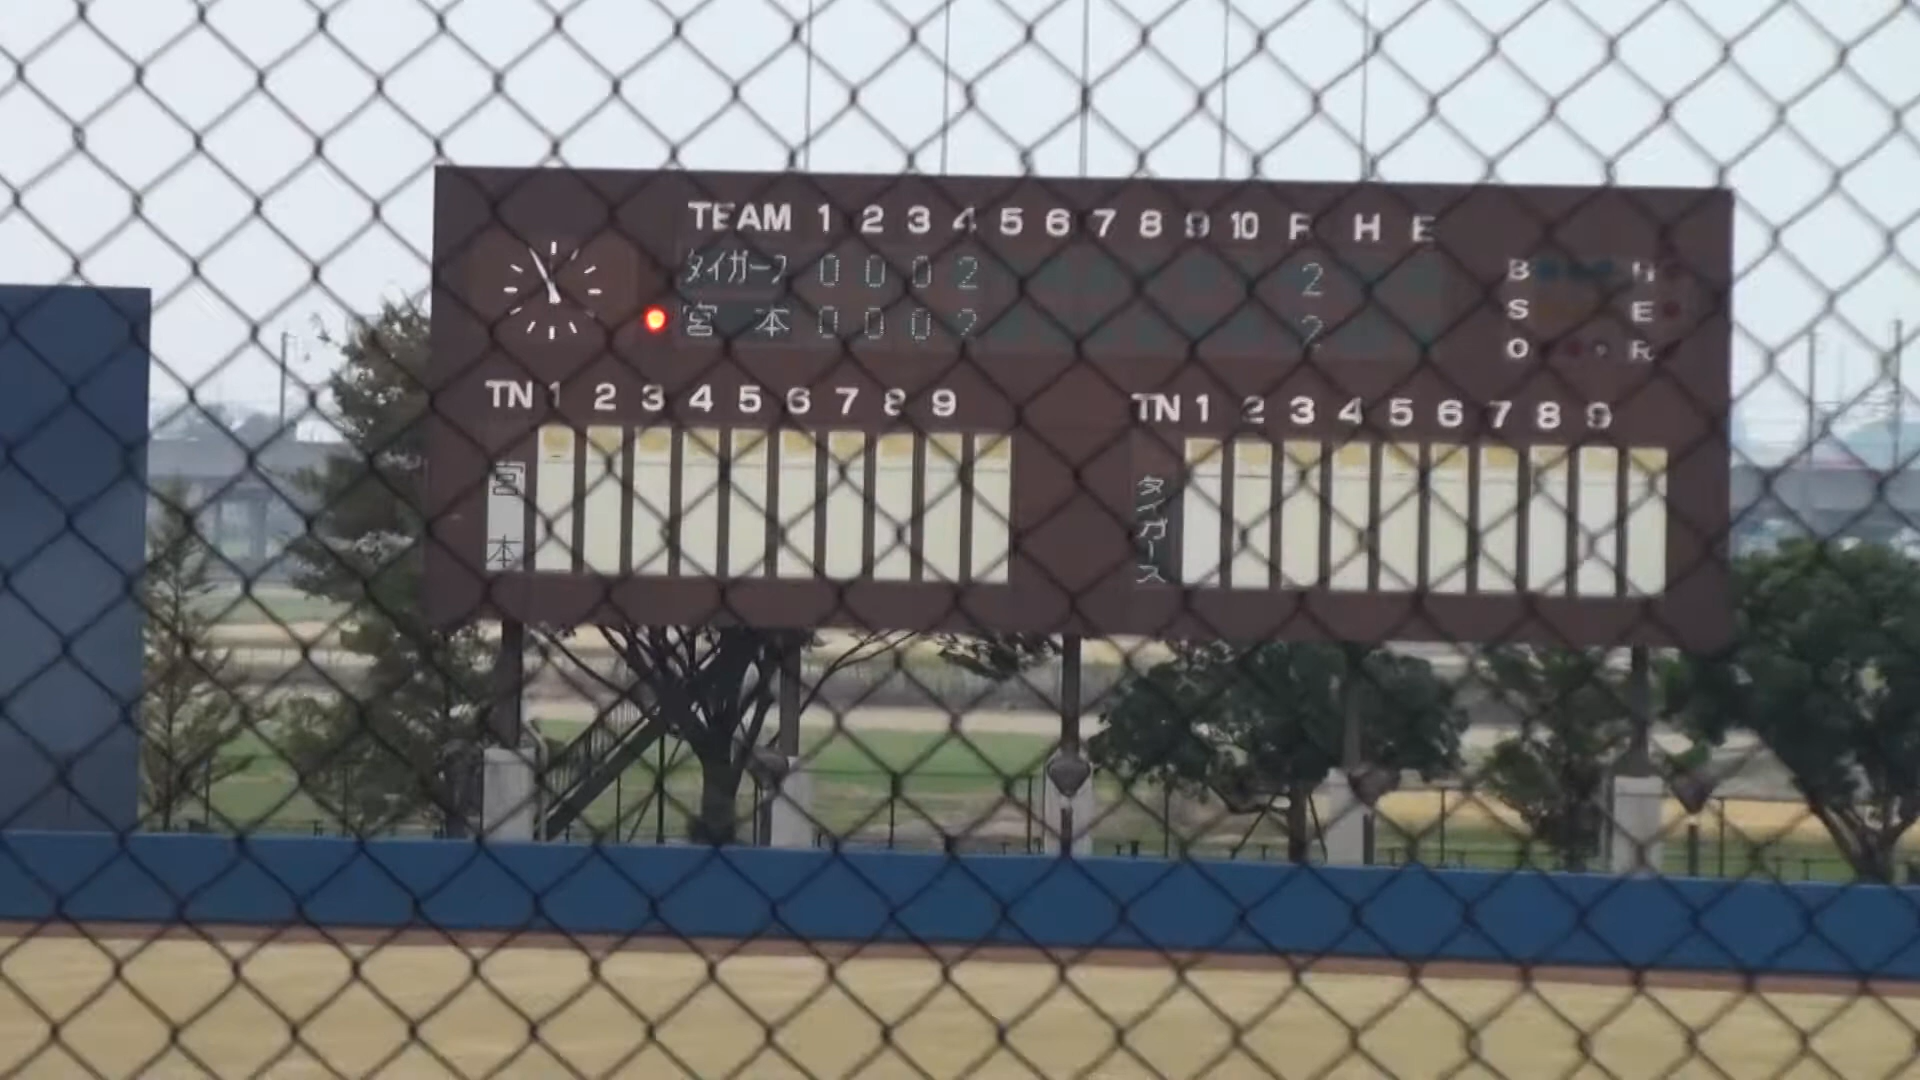 TEAM 1 2 3 4 5 6 7 8 9 10 R H E
タイガース 0 0 0 2 2
宮本 0 0 0 2 2
B H
S E
O R
TN 1 2 3 4 5 6 7 8 9
宮本
TN 1 2 3 4 5 6 7 8 9
タイガース